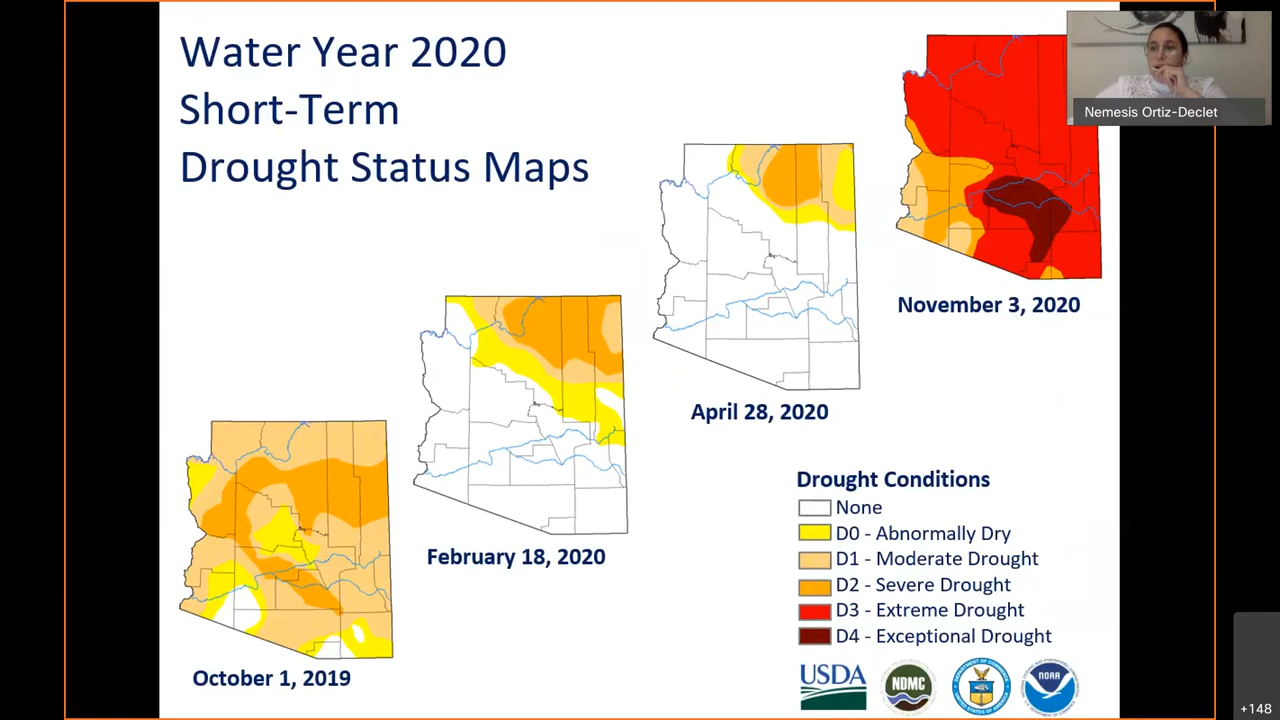 Water Year 2020
Short-Term
Drought Status Maps
Nemesis Ortiz-Declet
November 3, 2020
April 28, 2020
February 18, 2020
October 1, 2019
Drought Conditions
None
D0 - Abnormally Dry
D1 - Moderate Drought
D2 - Severe Drought
D3 - Extreme Drought
D4 - Exceptional Drought
USDA
NDMC
NOAA
+148